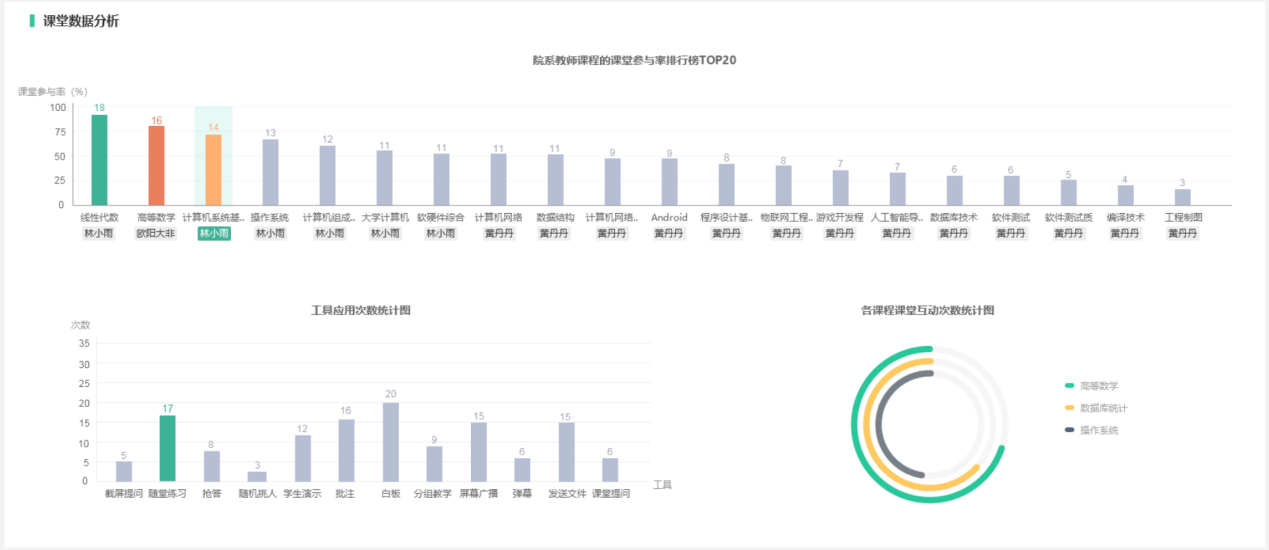 课堂数据分析
院系教师课程的课堂参与率排行榜TOP20
课堂参与率（%）
100
75
50
25
0
18 16 14 13 12 11 11 11 11 9 9 8 8 7 7 6 6 5 4 3
线性代数 高等数学 计算机系统基.. 操作系统 计算机组成.. 大学计算机 软硬件综合 计算机网络 数据结构 计算机网络.. Android 程序设计基.. 物联网工程.. 游戏开发程 人工智能导.. 数据库技术 软件测试 软件测试质 编译技术 工程制图
林小雨 欧阳大非 林小雨 林小雨 林小雨 林小雨 林小雨 黄丹丹 黄丹丹 黄丹丹 黄丹丹 黄丹丹 黄丹丹 黄丹丹 黄丹丹 黄丹丹 黄丹丹 黄丹丹 黄丹丹 黄丹丹
工具应用次数统计图
次数
35
30
25
20
15
10
5
0
5 17 8 3 12 16 20 9 15 6 15 6
截屏提问 随堂练习 抢答 随机挑人 学生演示 批注 白板 分组教学 屏幕广播 弹幕 发送文件 课堂提问
工具
各课程课堂互动次数统计图
高等数学
数据库统计
操作系统